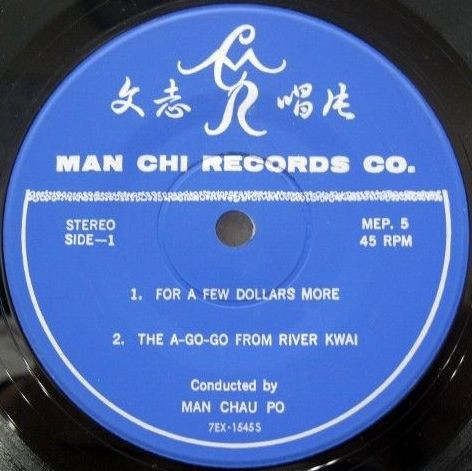 文志 唱片
MAN CHI RECORDS CO.
STEREO
SIDE—1
MEP. 5
45 RPM
1. FOR A FEW DOLLARS MORE
2. THE A-GO-GO FROM RIVER KWAI
Conducted by
MAN CHAU PO
7EX-1545S